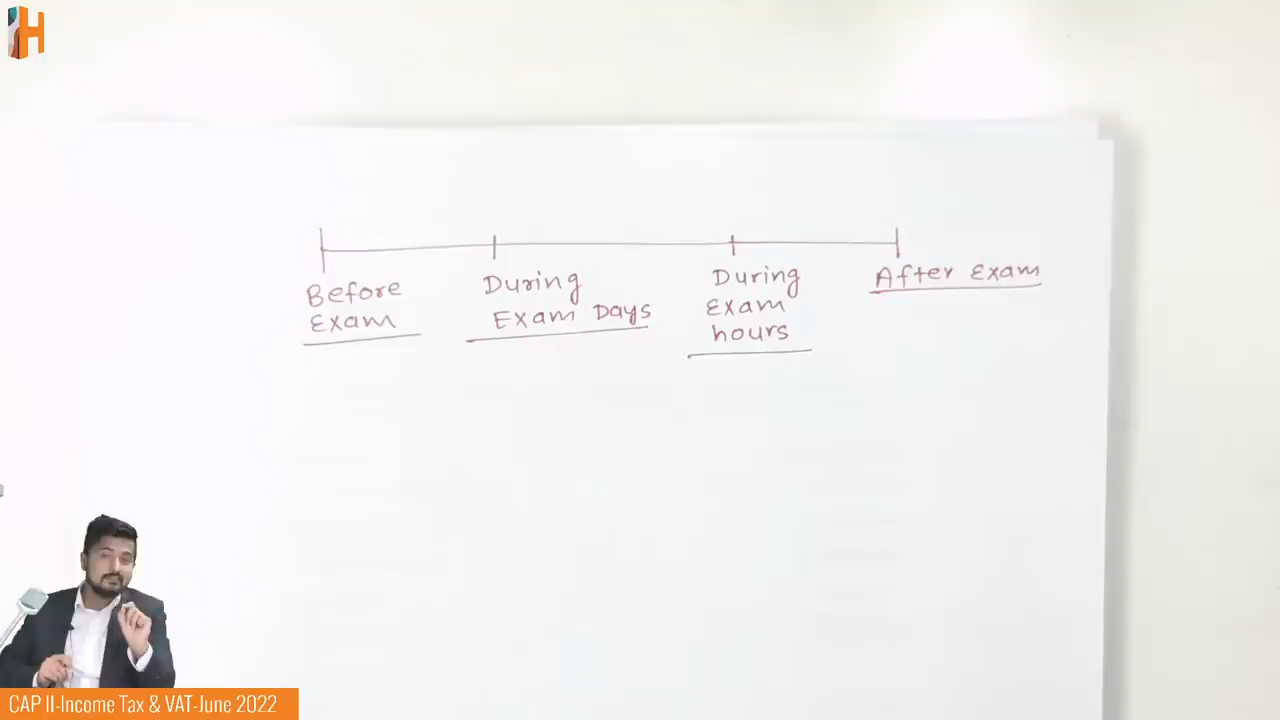 H
Before
Exam
During
Exam Days
During
Exam
hours
After Exam
CAP II-Income Tax & VAT-June 2022